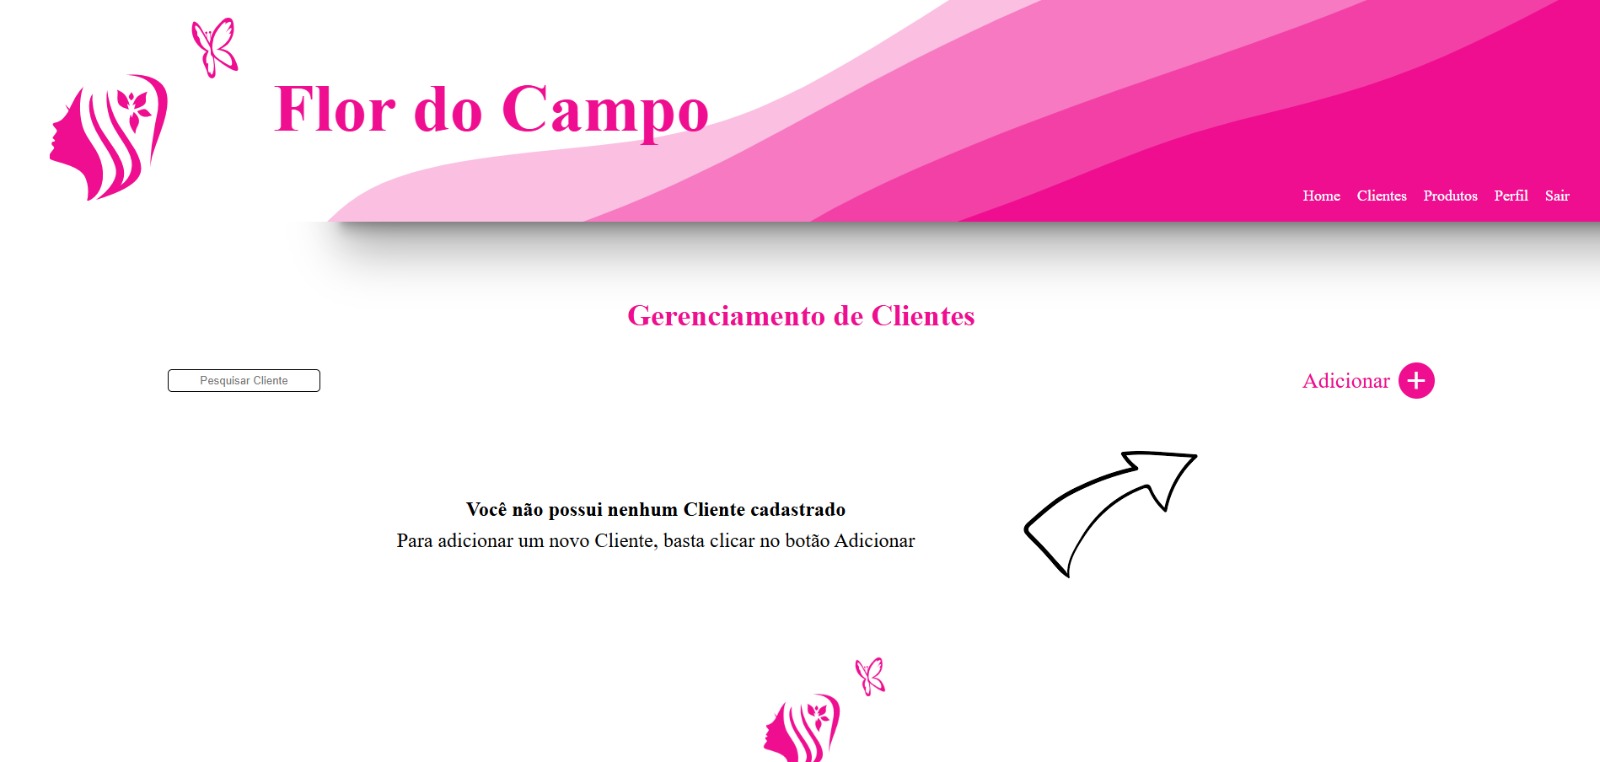 Flor do Campo
Home Clientes Produtos Perfil Sair
Gerenciamento de Clientes
Pesquisar Cliente
Adicionar
Você não possui nenhum Cliente cadastrado
Para adicionar um novo Cliente, basta clicar no botão Adicionar